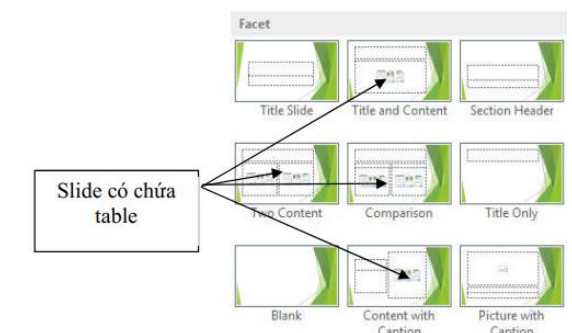 Facet
Title Slide
Title and Content
Section Header
Slide có chứa
table
Two Content
Comparison
Title Only
Blank
Content with
Caption
Picture with
Caption